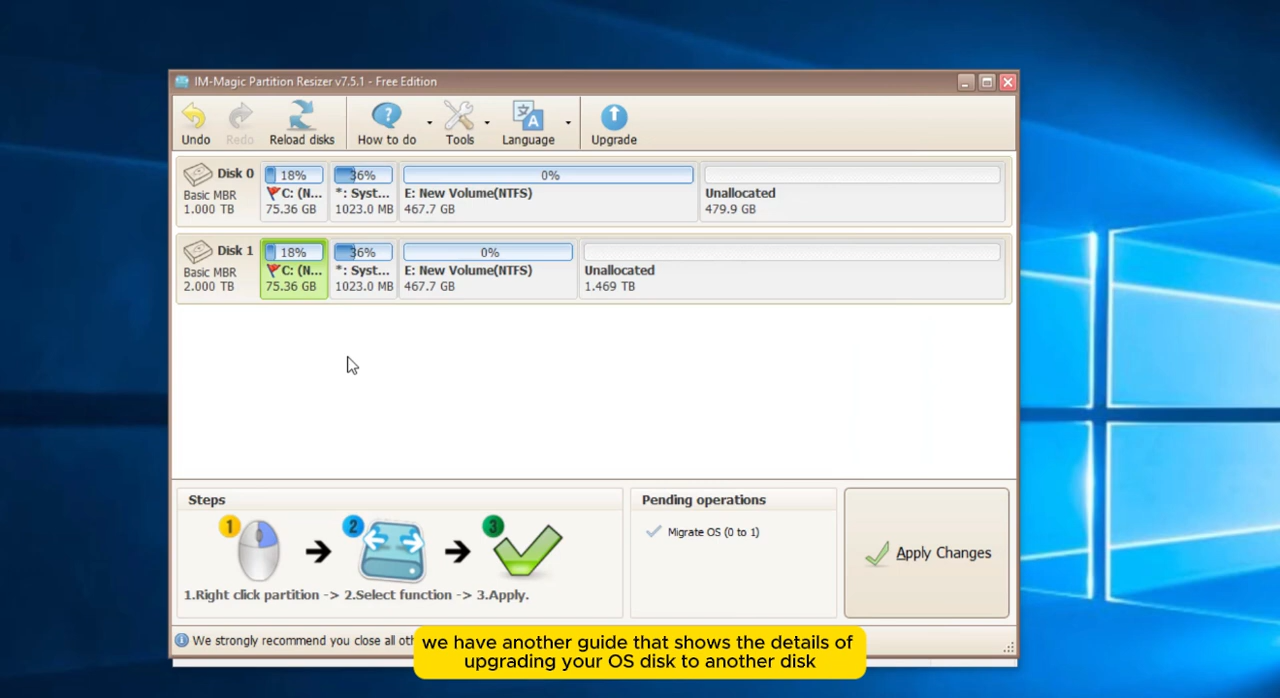 IM-Magic Partition Resizer v7.5.1 - Free Edition
Undo Redo Reload disks How to do Tools Language Upgrade
Disk 0
Basic MBR
1.000 TB
18%
C: (N...
75.36 GB
36%
*: Syst...
1023.0 MB
0%
E: New Volume(NTFS)
467.7 GB
Unallocated
479.9 GB
Disk 1
Basic MBR
2.000 TB
18%
C: (N...
75.36 GB
36%
*: Syst...
1023.0 MB
0%
E: New Volume(NTFS)
467.7 GB
Unallocated
1.469 TB
Steps
1 2 3
1.Right click partition -> 2.Select function -> 3.Apply.
Pending operations
Migrate OS (0 to 1)
Apply Changes
We strongly recommend you close all
we have another guide that shows the details of
upgrading your OS disk to another disk